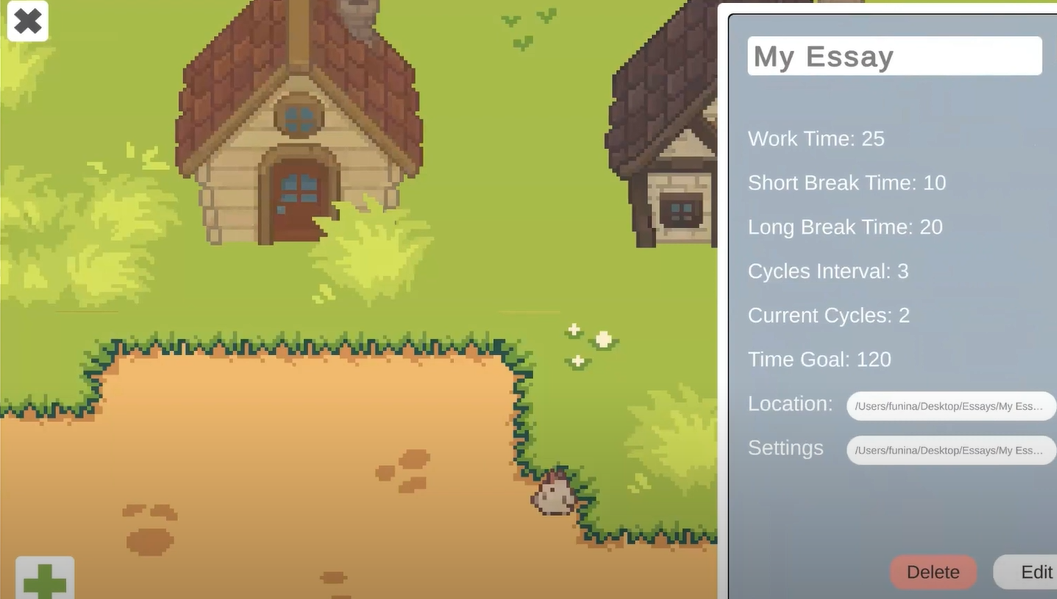 My Essay
Work Time: 25
Short Break Time: 10
Long Break Time: 20
Cycles Interval: 3
Current Cycles: 2
Time Goal: 120
Location: /Users/funina/Desktop/Essays/My Ess...
Settings /Users/funina/Desktop/Essays/My Ess...
Delete Edit